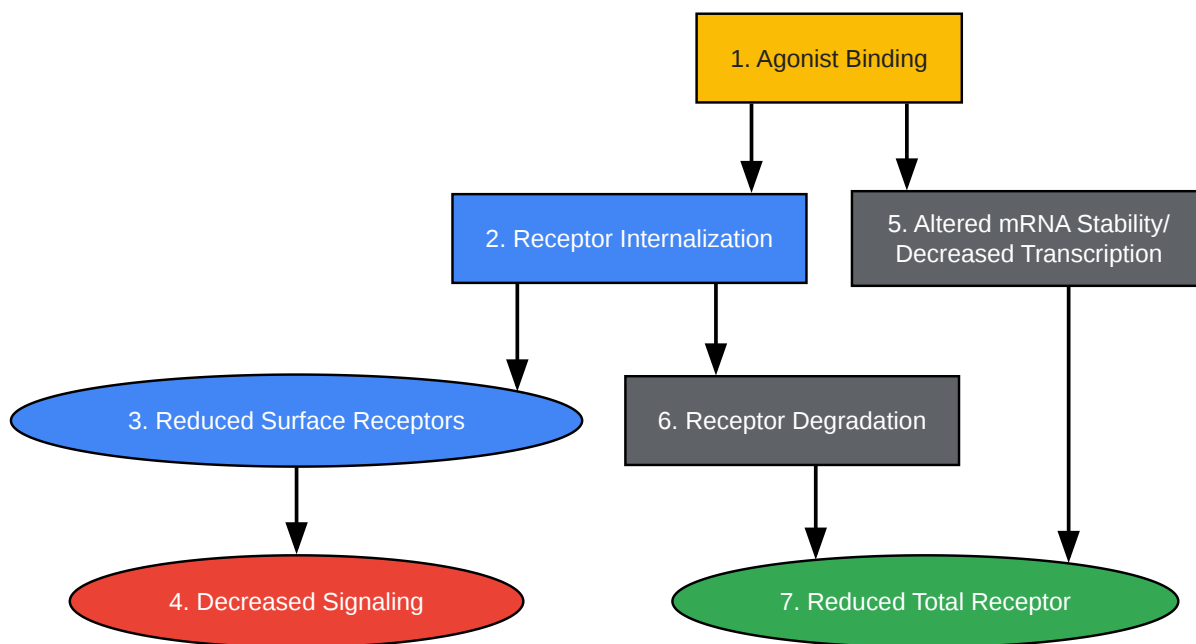 1. Agonist Binding
2. Receptor Internalization
5. Altered mRNA Stability/
Decreased Transcription
3. Reduced Surface Receptors
6. Receptor Degradation
4. Decreased Signaling
7. Reduced Total Receptor